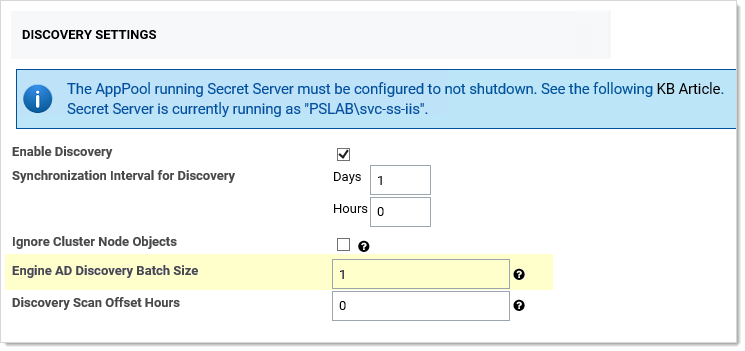 DISCOVERY SETTINGS
The AppPool running Secret Server must be configured to not shutdown. See the following KB Article.
Secret Server is currently running as "PSLAB\svc-ss-iis".
Enable Discovery
Synchronization Interval for Discovery Days 1
Hours 0
Ignore Cluster Node Objects
Engine AD Discovery Batch Size 1
Discovery Scan Offset Hours 0